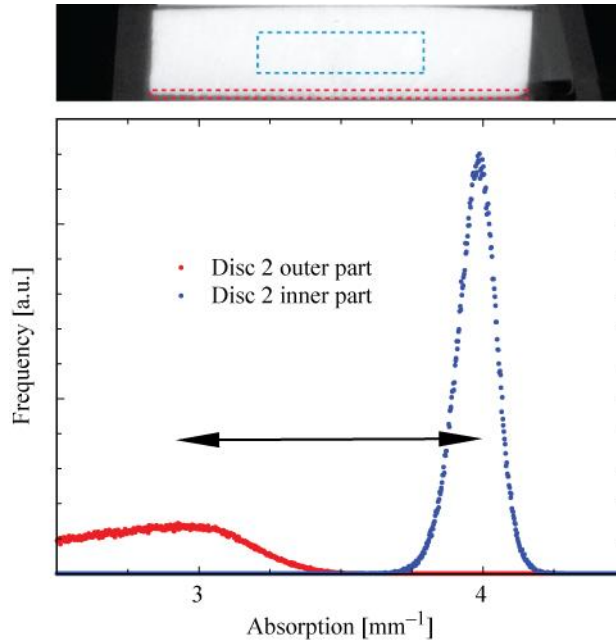 Frequency [a.u.]
Disc 2 outer part
Disc 2 inner part
3
4
Absorption [mm⁻¹]